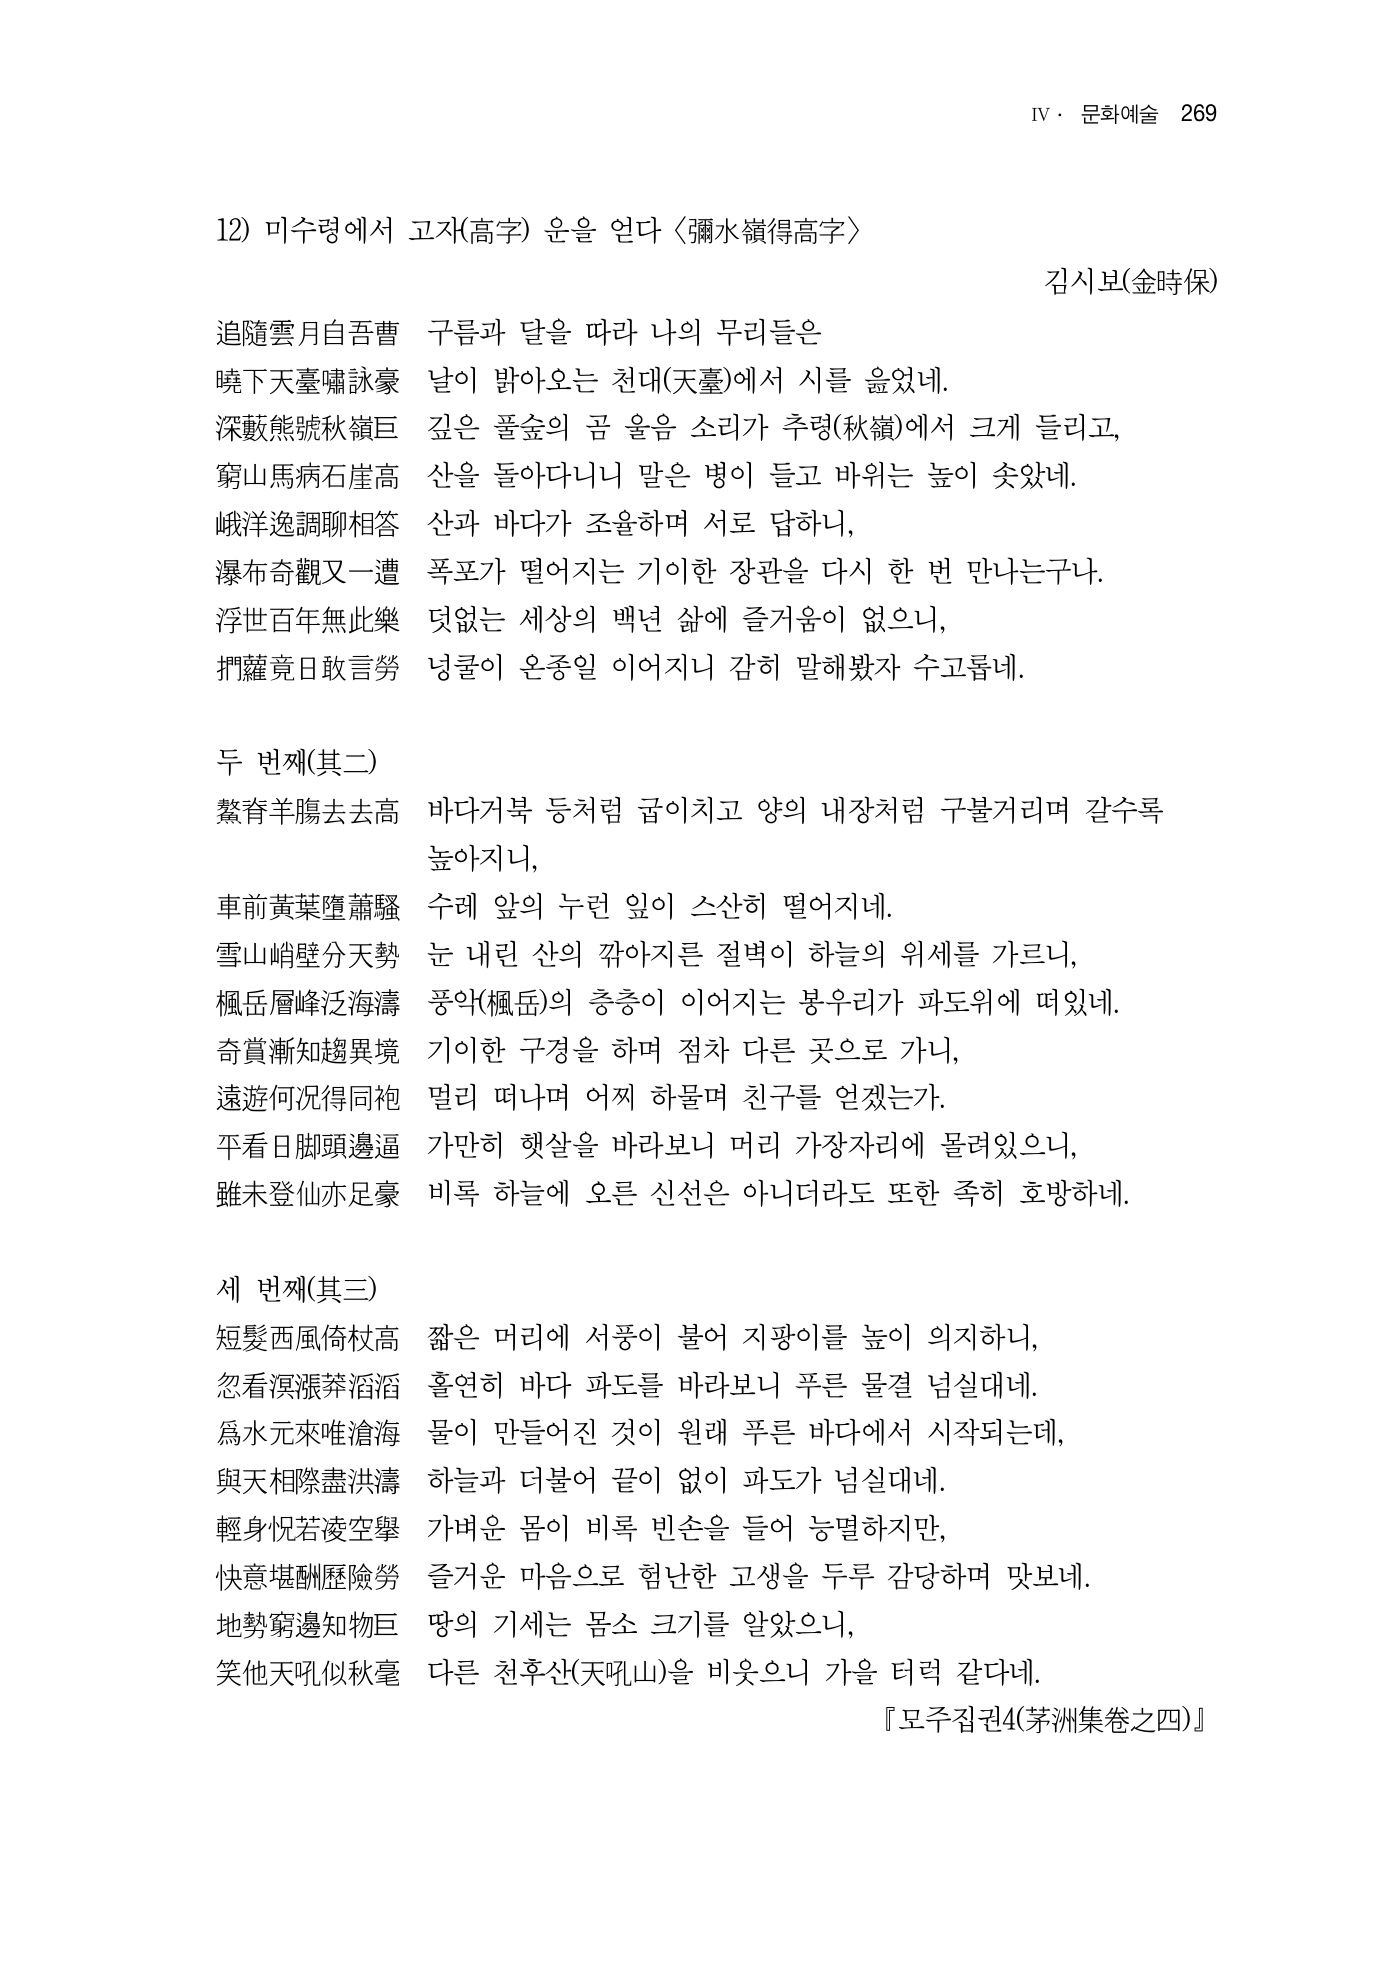 IV · 문화예술 269
12) 미수령에서 고자(高字) 운을 얻다〈彌水嶺得高字〉
김시보(金時保)
追隨雲月自吾曹 구름과 달을 따라 나의 무리들은
曉下天臺嘯詠豪 날이 밝아오는 천대(天臺)에서 시를 읊었네.
深藪熊號秋嶺巨 깊은 풀숲의 곰 울음 소리가 추령(秋嶺)에서 크게 들리고,
窮山馬病石崖高 산을 돌아다니니 말은 병이 들고 바위는 높이 솟았네.
峨洋逸調聊相答 산과 바다가 조율하며 서로 답하니,
瀑布奇觀又一遭 폭포가 떨어지는 기이한 장관을 다시 한 번 만나는구나.
浮世百年無此樂 덧없는 세상의 백년 삶에 즐거움이 없으니,
捫蘿竟日敢言勞 넝쿨이 온종일 이어지니 감히 말해봤자 수고롭네.
두 번째(其二)
鰲脊羊膓去去高 바다거북 등처럼 굽이치고 양의 내장처럼 구불거리며 갈수록
높아지니,
車前黃葉墮蕭騷 수레 앞의 누런 잎이 스산히 떨어지네.
雪山峭壁分天勢 눈 내린 산의 깎아지른 절벽이 하늘의 위세를 가르니,
楓岳層峰泛海濤 풍악(楓岳)의 층층이 이어지는 봉우리가 파도위에 떠있네.
奇賞漸知趨異境 기이한 구경을 하며 점차 다른 곳으로 가니,
遠遊何况得同袍 멀리 떠나며 어찌 하물며 친구를 얻겠는가.
平看日脚頭邊逼 가만히 햇살을 바라보니 머리 가장자리에 몰려있으니,
雖未登仙亦足豪 비록 하늘에 오른 신선은 아니더라도 또한 족히 호방하네.
세 번째(其三)
短髮西風倚杖高 짧은 머리에 서풍이 불어 지팡이를 높이 의지하니,
忽看溟漲莽滔滔 홀연히 바다 파도를 바라보니 푸른 물결 넘실대네.
爲水元來唯滄海 물이 만들어진 것이 원래 푸른 바다에서 시작되는데,
與天相際盡洪濤 하늘과 더불어 끝이 없이 파도가 넘실대네.
輕身怳若凌空擧 가벼운 몸이 비록 빈손을 들어 능멸하지만,
快意堪酬歷險勞 즐거운 마음으로 험난한 고생을 두루 감당하며 맛보네.
地勢窮邊知物巨 땅의 기세는 몸소 크기를 알았으니,
笑他天吼似秋毫 다른 천후산(天吼山)을 비웃으니 가을 터럭 같다네.
『모주집권4(茅洲集卷之四)』